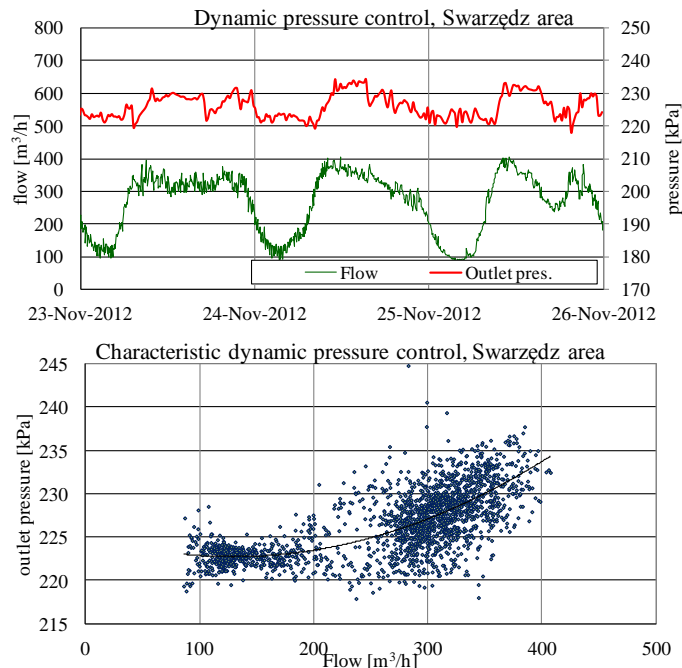 Dynamic pressure control, Swarzędz area
800
700
600
500
400
300
200
100
0
flow [m³/h]
250
240
230
220
210
200
190
180
170
pressure [kPa]
Flow
Outlet pres.
23-Nov-2012
24-Nov-2012
25-Nov-2012
26-Nov-2012
Characteristic dynamic pressure control, Swarzędz area
245
240
235
230
225
220
215
outlet pressure [kPa]
0
100
200
300
400
500
Flow [m³/h]